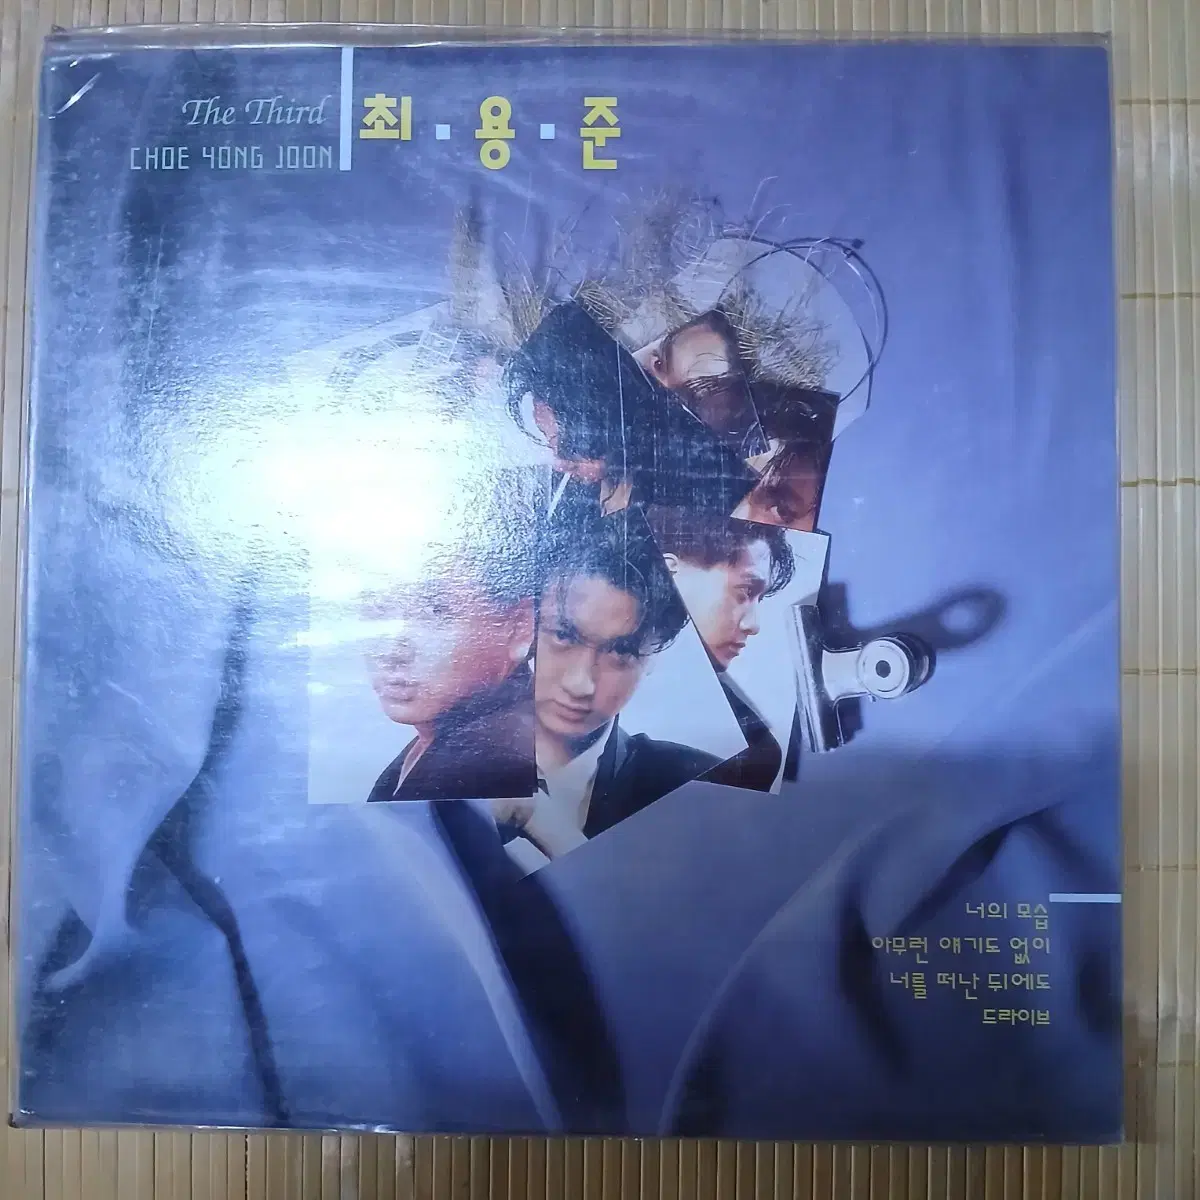 The Third
CHOE YONG JOON
최·용·준
너의 모습
아무런 얘기도 없이
너를 떠난 뒤에도
드라이브